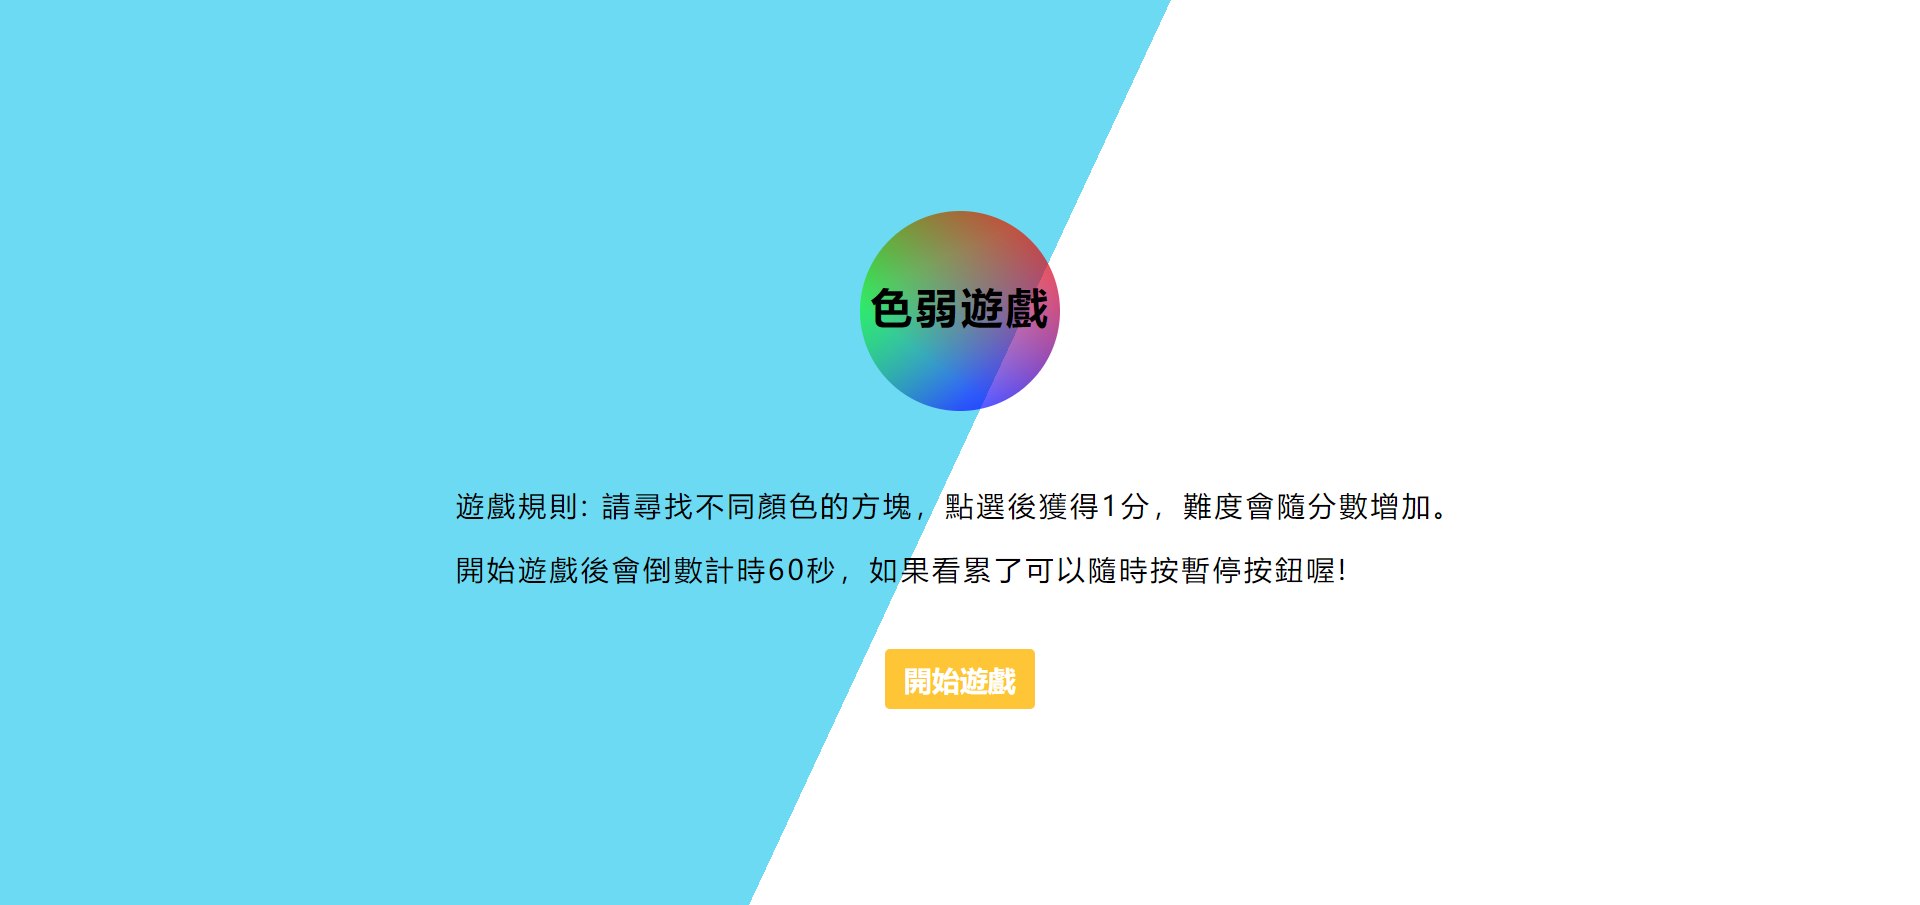 色弱遊戲
遊戲規則: 請尋找不同顏色的方塊，點選後獲得1分，難度會隨分數增加。
開始遊戲後會倒數計時60秒，如果看累了可以隨時按暫停按鈕喔!
開始遊戲